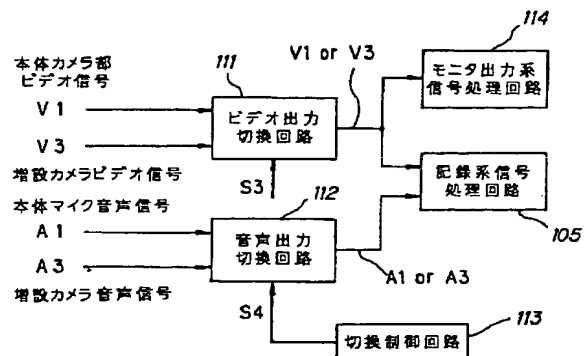 本体カメラ部
ビデオ信号
V1
V3
増設カメラビデオ信号
本体マイク音声信号
A1
A3
増設カメラ音声信号
111
ビデオ出力
切換回路
S3
112
音声出力
切換回路
S4
V1 or V3
A1 or A3
114
モニタ出力系
信号処理回路
記録系信号
処理回路
105
113
切換制御回路